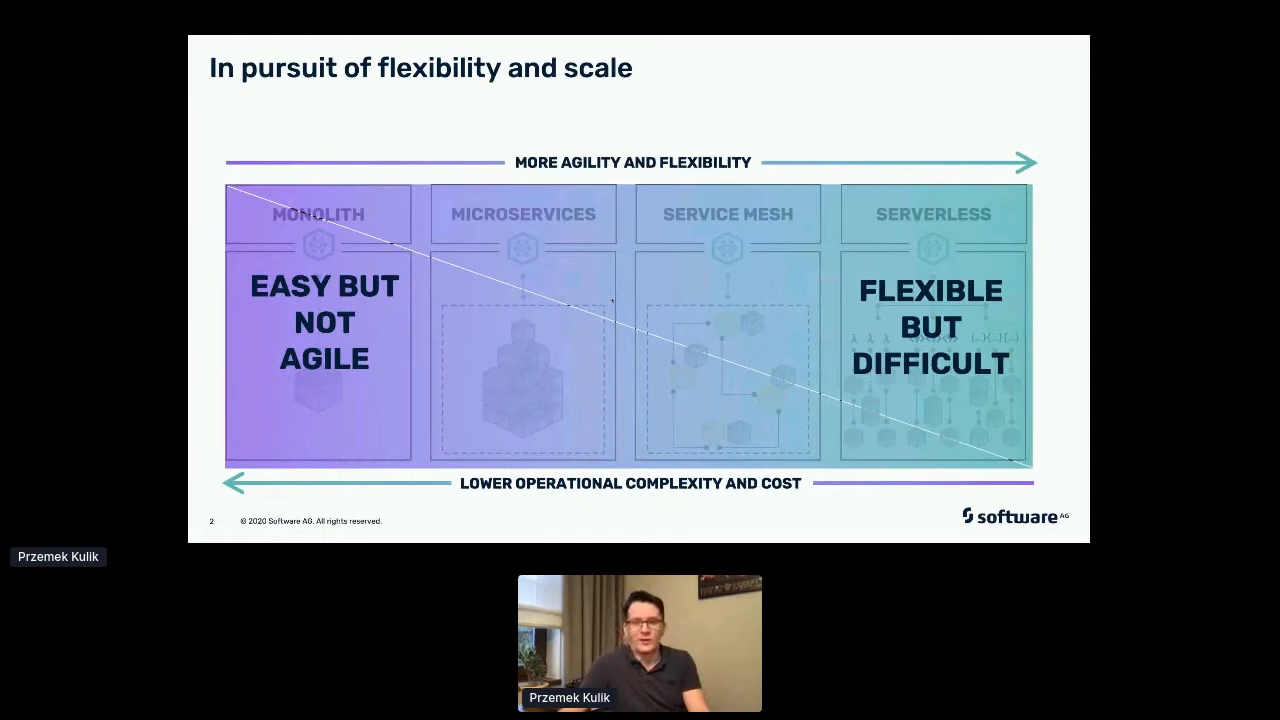 In pursuit of flexibility and scale
MORE AGILITY AND FLEXIBILITY
MONOLITH
MICROSERVICES
SERVICE MESH
SERVERLESS
EASY BUT
NOT
AGILE
FLEXIBLE
BUT
DIFFICULT
λ λ λ
(...)(...)
LOWER OPERATIONAL COMPLEXITY AND COST
2
© 2020 Software AG. All rights reserved.
software AG
Przemek Kulik
Przemek Kulik